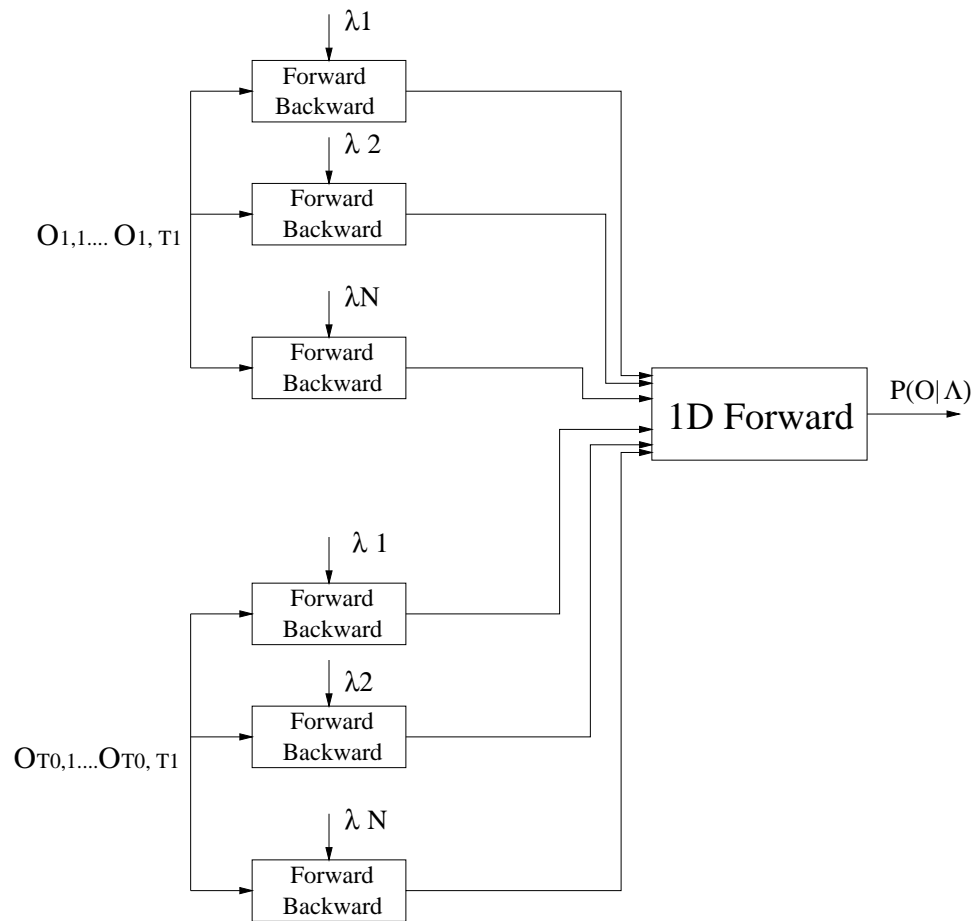 λ1
Forward
Backward
λ 2
Forward
Backward
O1,1.... O1, T1
λN
Forward
Backward
1D Forward
P(O|Λ)
λ 1
Forward
Backward
λ2
Forward
Backward
OT0,1....OT0, T1
λ N
Forward
Backward